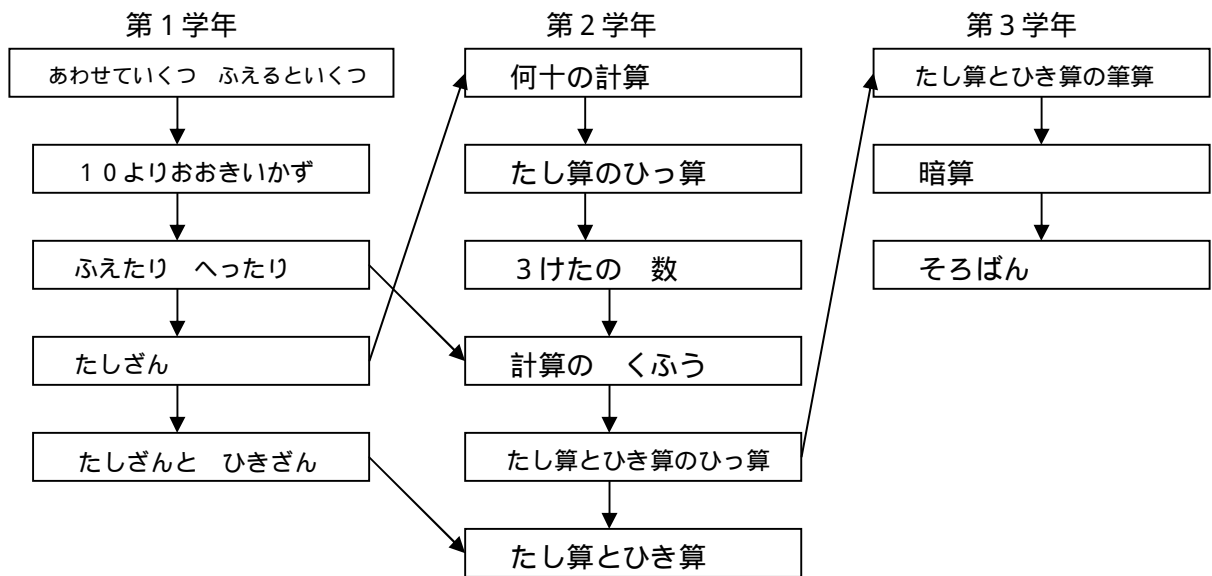 第１学年
あわせていくつ　ふえるといくつ
１０よりおおきいかず
ふえたり　へったり
たしざん
たしざんと　ひきざん
第２学年
何十の計算
たし算のひっ算
３けたの　数
計算の　くふう
たし算とひき算のひっ算
たし算とひき算
第３学年
たし算とひき算の筆算
暗算
そろばん